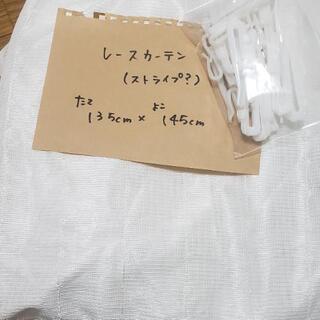 レースカーテン
(ストライプ?)
たて よこ
135cm × 145cm